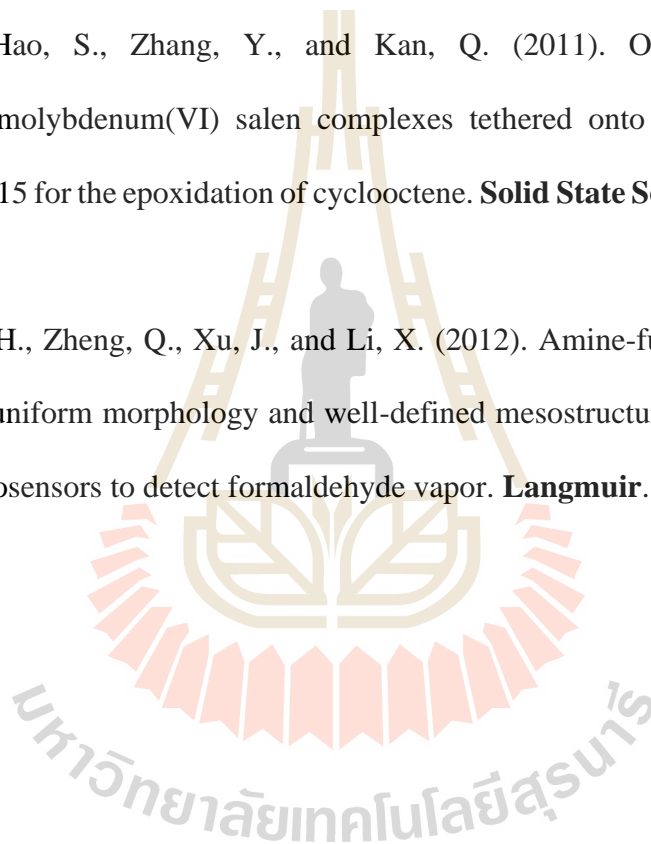 Hao, S., Zhang, Y., and Kan, Q. (2011). O
molybdenum(VI) salen complexes tethered onto
15 for the epoxidation of cyclooctene. Solid State Se
H., Zheng, Q., Xu, J., and Li, X. (2012). Amine-fu
uniform morphology and well-defined mesostructu
osensors to detect formaldehyde vapor. Langmuir.
มหาวิทยาลัยเทคโนโลยีสุรนารี